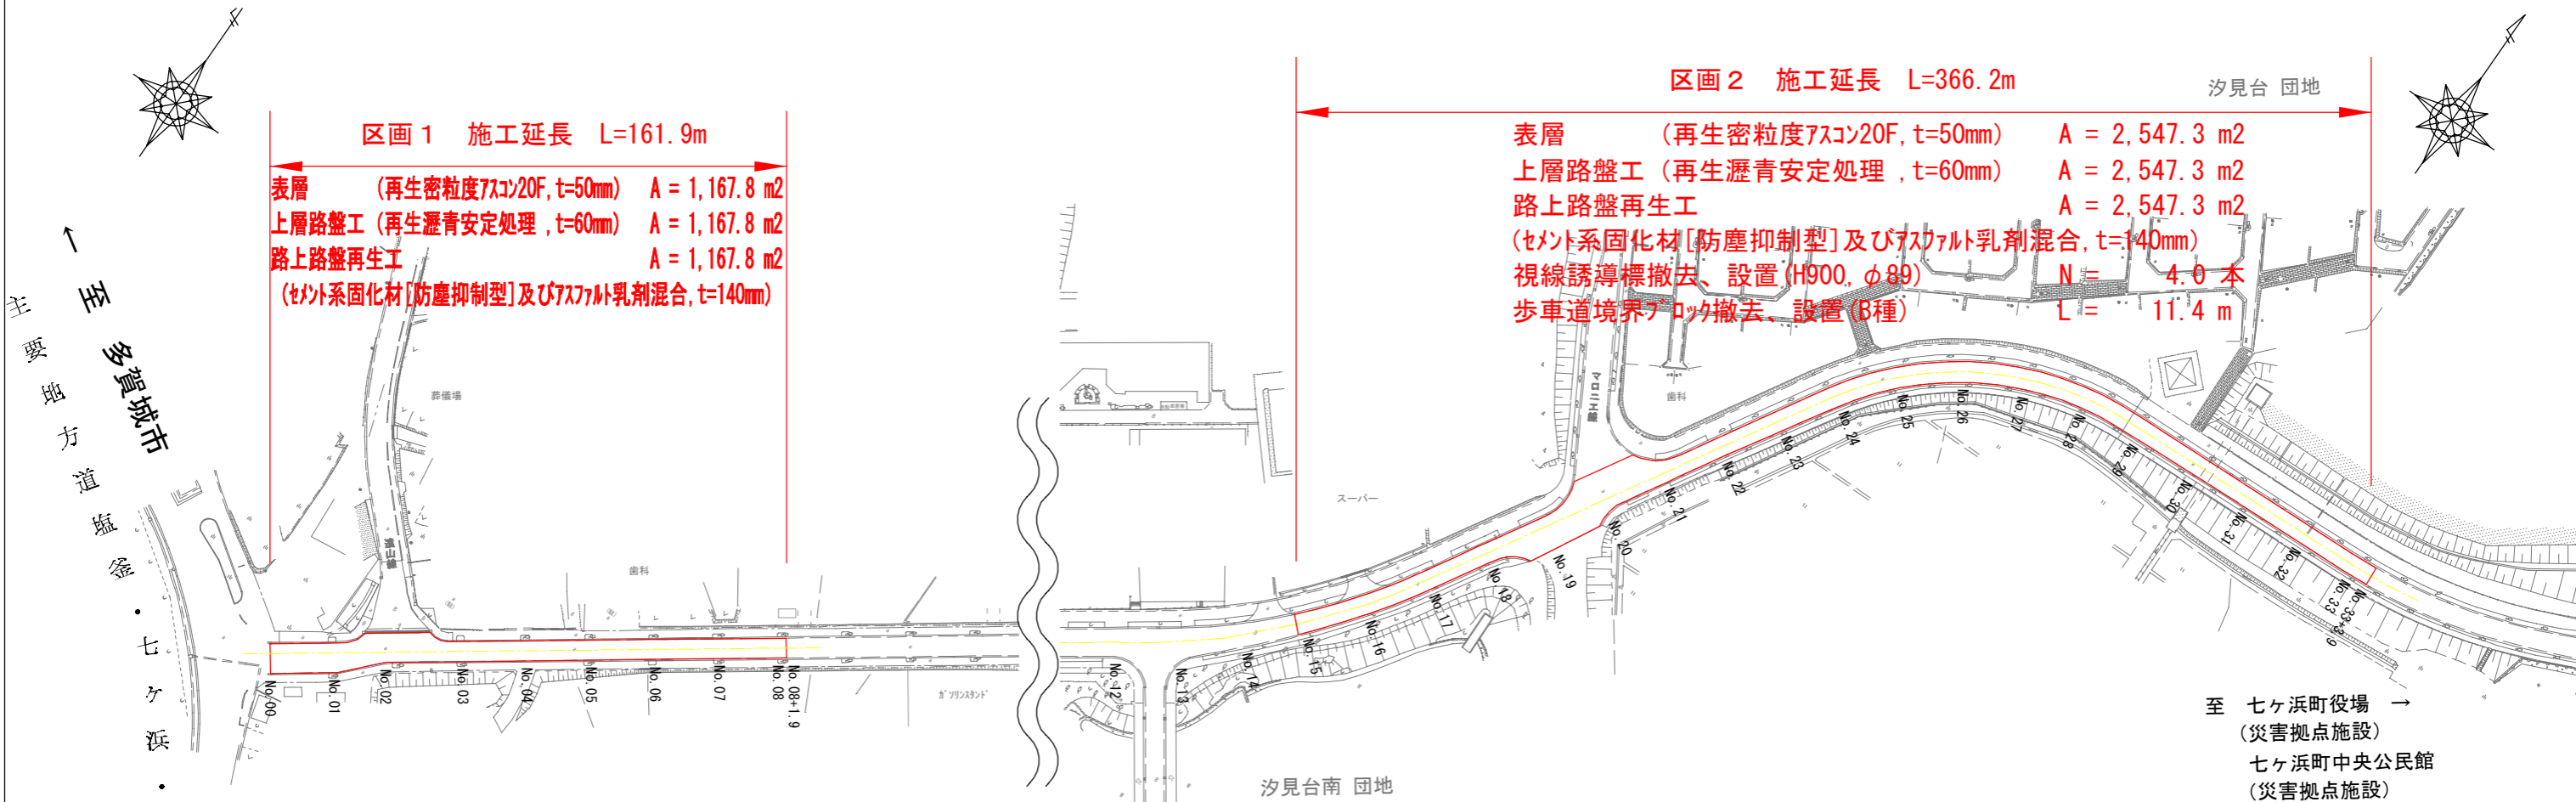 区画１　施工延長　L=161.9m
表層　　　（再生密粒度ｱｽｺﾝ20F,t=50mm）　A = 1,167.8 m2
上層路盤工（再生瀝青安定処理 ,t=60mm）　A = 1,167.8 m2
路上路盤再生工　A = 1,167.8 m2
(ｾﾒﾝﾄ系固化材[防塵抑制型]及びｱｽﾌｧﾙﾄ乳剤混合,t=140mm)
区画２　施工延長　L=366.2m
汐見台 団地
表層　　　（再生密粒度ｱｽｺﾝ20F,t=50mm）　A = 2,547.3 m2
上層路盤工（再生瀝青安定処理 ,t=60mm）　A = 2,547.3 m2
路上路盤再生工　A = 2,547.3 m2
(ｾﾒﾝﾄ系固化材[防塵抑制型]及びｱｽﾌｧﾙﾄ乳剤混合,t=140mm)
視線誘導標撤去、設置(H900,φ89)　N =　4.0 本
歩車道境界ﾌﾞﾛｯｸ撤去、設置(B種)　L =　11.4 m
← 至 多賀城市
主要地方道塩釜・七ヶ浜・
葬儀場
歯科
ｶﾞｿﾘﾝｽﾀﾝﾄﾞ
No.00
No.01
No.02
No.03
No.04
No.05
No.06
No.07
No.08
No.08+1.9
スーパー
マロニエ線
歯科
No.12
No.13
No.14
No.15
No.16
No.17
No.18
No.19
No.20
No.21
No.22
No.23
No.24
No.25
No.26
No.27
No.28
No.29
No.30
No.31
No.32
No.33
No.33+3.9
汐見台南 団地
至　七ヶ浜町役場　→
（災害拠点施設）
七ヶ浜町中央公民館
（災害拠点施設）